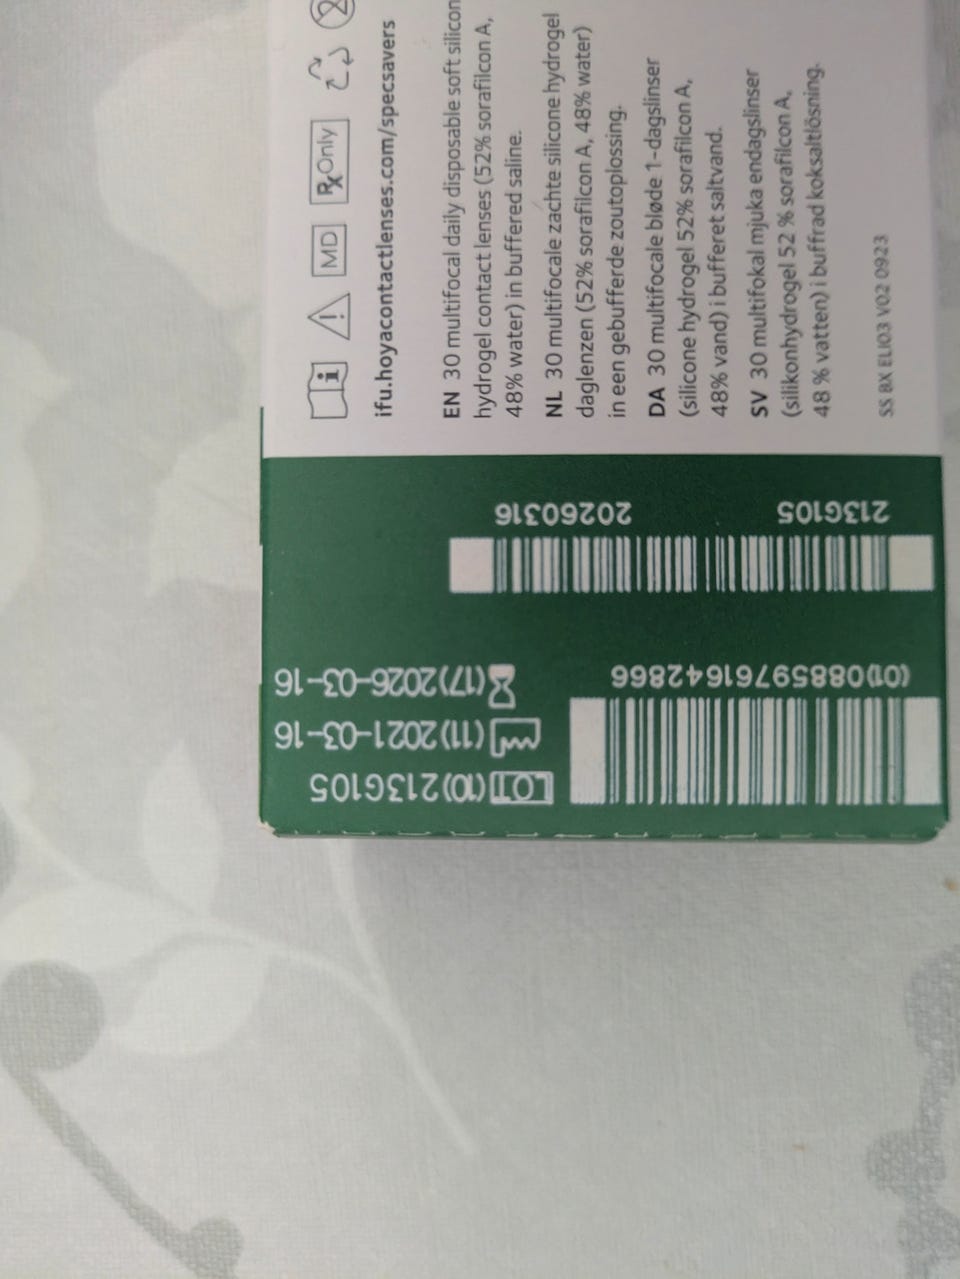 MD
Rx Only
ifu.hoyacontactlenses.com/specsavers
EN 30 multifocal daily disposable soft silicon
hydrogel contact lenses (52% sorafilcon A,
48% water) in buffered saline.
NL 30 multifocale zachte silicone hydrogel
daglenzen (52% sorafilcon A, 48% water)
in een gebufferde zoutoplossing.
DA 30 multifocale bløde 1-dagslinser
(silicone hydrogel 52% sorafilcon A,
48% vand) i bufferet saltvand.
SV 30 multifokal mjuka endagslinser
(silikonhydrogel 52 % sorafilcon A,
48 % vatten) i buffrad koksaltlösning.
SS BX ELI03 V02 0923
LOT (10)213G105
(11)2021-03-16
(17)2026-03-16
(01)08859761642866
213G105 20260316